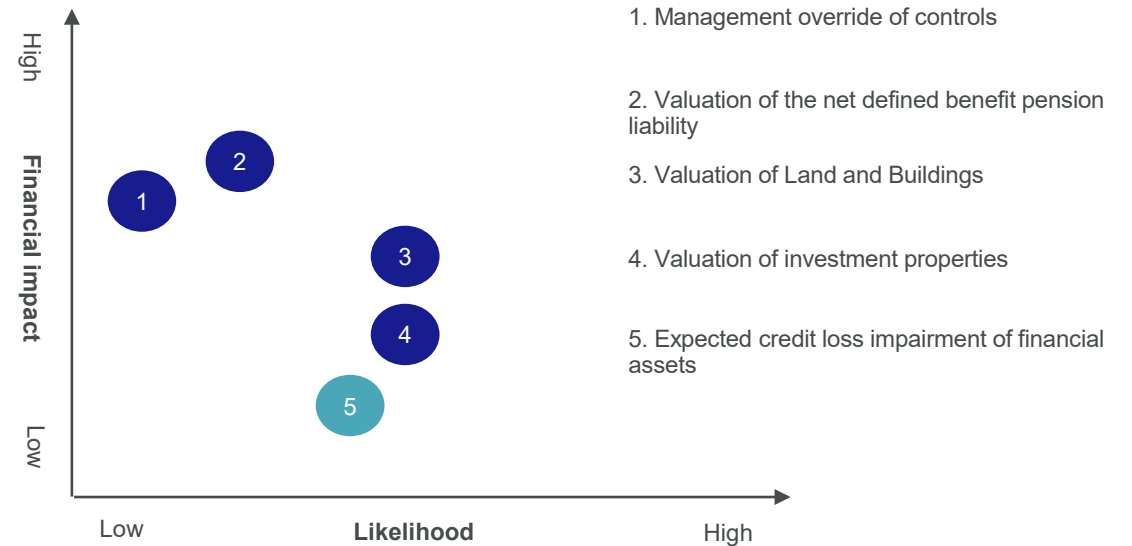 High
Financial impact
Low
1
2
3
4
5
Low
Likelihood
High
1. Management override of controls
2. Valuation of the net defined benefit pension
liability
3. Valuation of Land and Buildings
4. Valuation of investment properties
5. Expected credit loss impairment of financial
assets